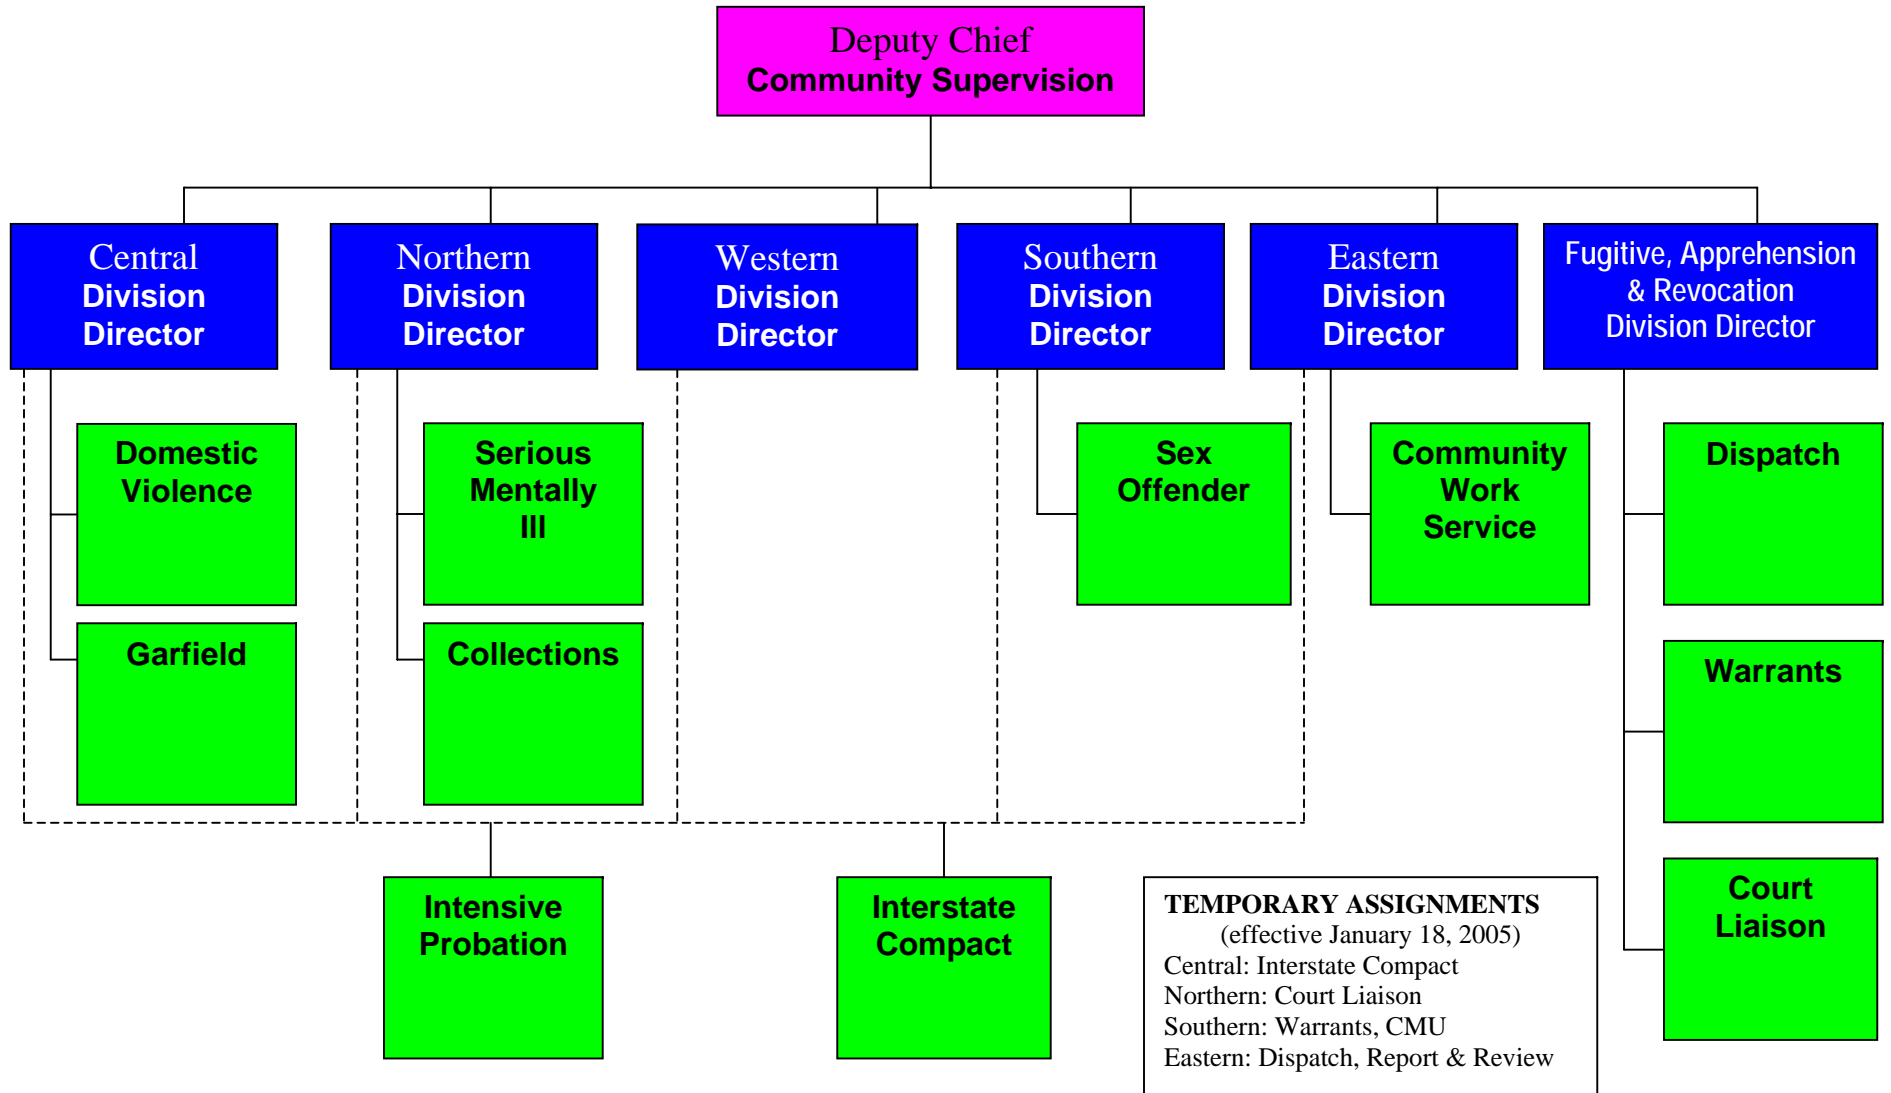 Deputy Chief
Community Supervision
Central
Division
Director
Northern
Division
Director
Western
Division
Director
Southern
Division
Director
Eastern
Division
Director
Fugitive, Apprehension
& Revocation
Division Director
Domestic
Violence
Serious
Mentally
Ill
Sex
Offender
Community
Work
Service
Dispatch
Garfield
Collections
Warrants
Intensive
Probation
Interstate
Compact
Court
Liaison
TEMPORARY ASSIGNMENTS
(effective January 18, 2005)
Central: Interstate Compact
Northern: Court Liaison
Southern: Warrants, CMU
Eastern: Dispatch, Report & Review